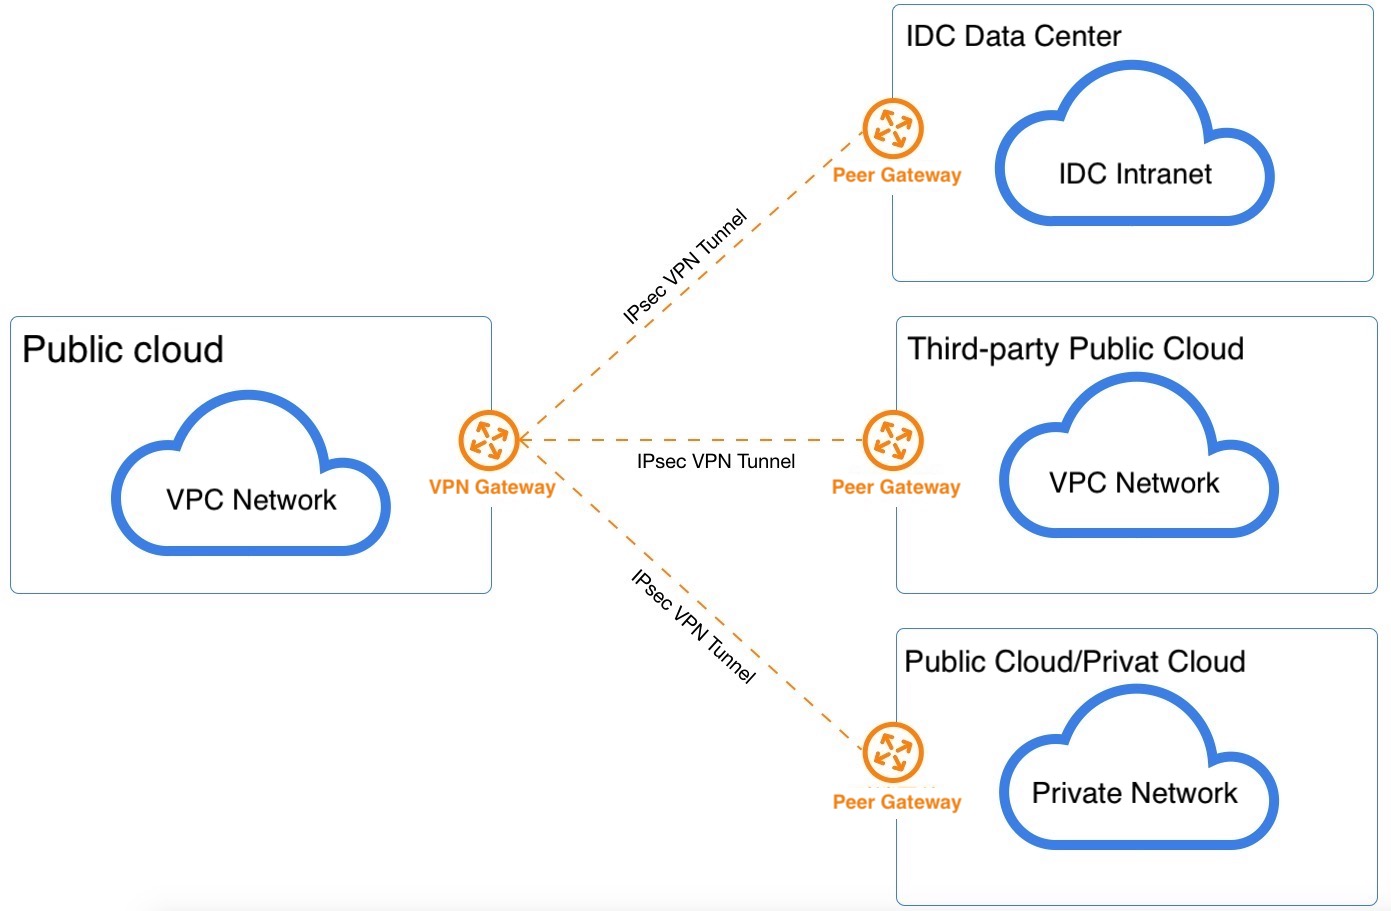 IDC Data Center
IDC Intranet
Peer Gateway
IPsec VPN Tunnel
Public cloud
VPC Network
VPN Gateway
IPsec VPN Tunnel
Third-party Public Cloud
VPC Network
Peer Gateway
IPsec VPN Tunnel
Public Cloud/Privat Cloud
Private Network
Peer Gateway